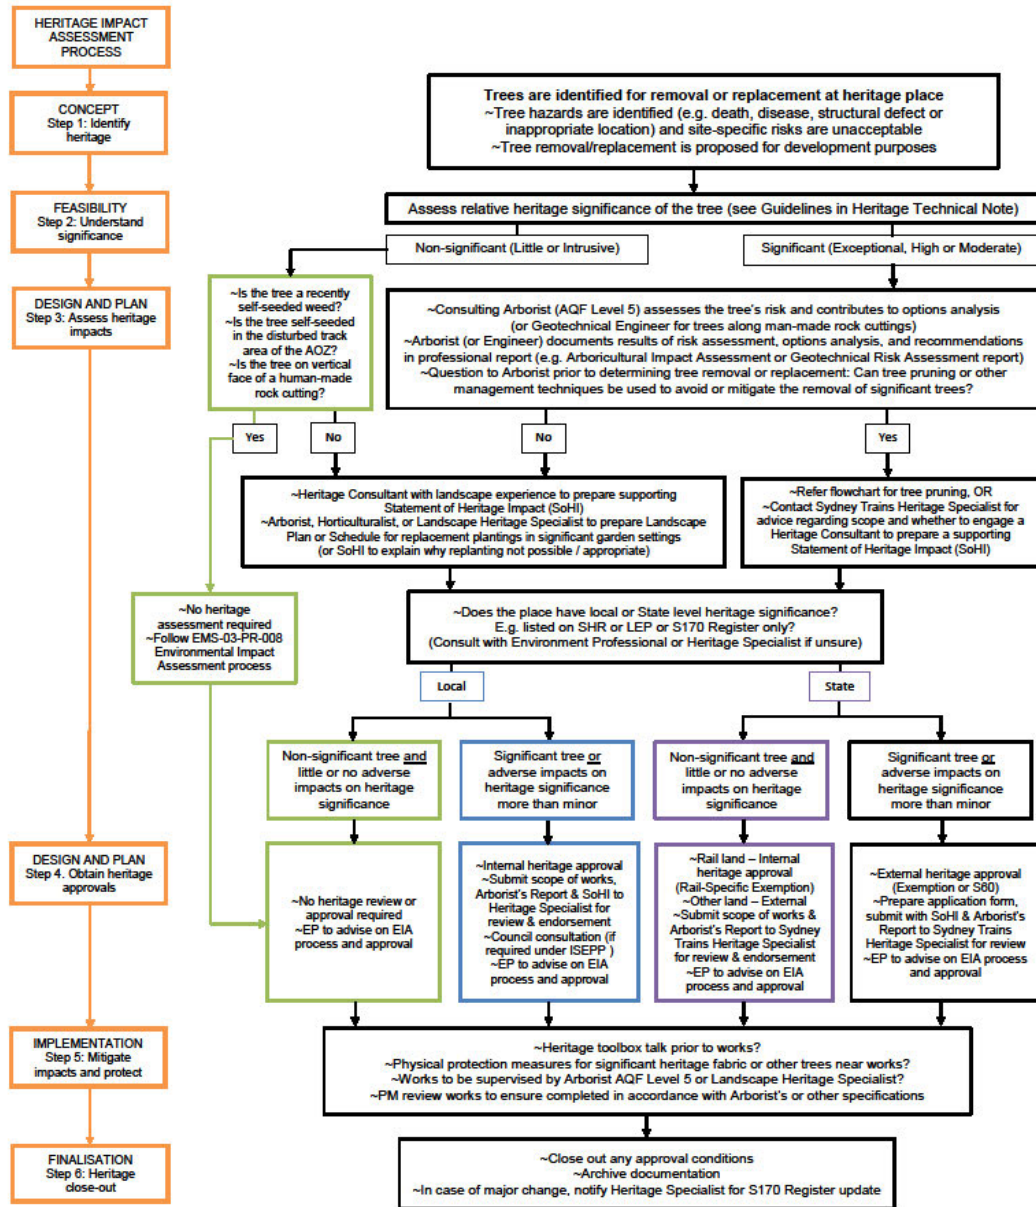 HERITAGE IMPACT
ASSESSMENT
PROCESS
CONCEPT
Step 1: Identify
heritage
FEASIBILITY
Step 2: Understand
significance
DESIGN AND PLAN
Step 3: Assess heritage
impacts
DESIGN AND PLAN
Step 4. Obtain heritage
approvals
IMPLEMENTATION
Step 5: Mitigate
impacts and protect
FINALISATION
Step 6: Heritage
close-out
Trees are identified for removal or replacement at heritage place
~Tree hazards are identified (e.g. death, disease, structural defect or
inappropriate location) and site-specific risks are unacceptable
~Tree removal/replacement is proposed for development purposes
Assess relative heritage significance of the tree (see Guidelines in Heritage Technical Note)
Non-significant (Little or Intrusive)
Significant (Exceptional, High or Moderate)
~Is the tree a recently
self-seeded weed?
~Is the tree self-seeded
in the disturbed track
area of the AOZ?
~Is the tree on vertical
face of a human-made
rock cutting?
~Consulting Arborist (AQF Level 5) assesses the tree's risk and contributes to options analysis
(or Geotechnical Engineer for trees along man-made rock cuttings)
~Arborist (or Engineer) documents results of risk assessment, options analysis, and recommendations
in professional report (e.g. Arboricultural Impact Assessment or Geotechnical Risk Assessment report)
~Question to Arborist prior to determining tree removal or replacement: Can tree pruning or other
management techniques be used to avoid or mitigate the removal of significant trees?
Yes
No
No
Yes
~Heritage Consultant with landscape experience to prepare supporting
Statement of Heritage Impact (SoHI)
~Arborist, Horticulturalist, or Landscape Heritage Specialist to prepare Landscape
Plan or Schedule for replacement plantings in significant garden settings
(or SoHI to explain why replanting not possible / appropriate)
~Refer flowchart for tree pruning, OR
~Contact Sydney Trains Heritage Specialist for
advice regarding scope and whether to engage a
Heritage Consultant to prepare a supporting
Statement of Heritage Impact (SoHI)
~No heritage
assessment required
~Follow EMS-03-PR-008
Environmental Impact
Assessment process
~Does the place have local or State level heritage significance?
E.g. listed on SHR or LEP or S170 Register only?
(Consult with Environment Professional or Heritage Specialist if unsure)
Local
State
Non-significant tree and
little or no adverse
impacts on heritage
significance
Significant tree or
adverse impacts on
heritage significance
more than minor
Non-significant tree and
little or no adverse
impacts on heritage
significance
Significant tree or
adverse impacts on
heritage significance
more than minor
~No heritage review or
approval required
~EP to advise on EIA
process and approval
~Internal heritage approval
~Submit scope of works,
Arborist's Report & SoHI to
Heritage Specialist for
review & endorsement
~Council consultation (if
required under ISEPP )
~EP to advise on EIA
process and approval
~Rail land – Internal
heritage approval
(Rail-Specific Exemption)
~Other land – External
~Submit scope of works &
Arborist's Report to Sydney
Trains Heritage Specialist
for review & endorsement
~EP to advise on EIA
process and approval
~External heritage approval
(Exemption or S60)
~Prepare application form,
submit with SoHI & Arborist's
Report to Sydney Trains
Heritage Specialist for review
~EP to advise on EIA process
and approval
~Heritage toolbox talk prior to works?
~Physical protection measures for significant heritage fabric or other trees near works?
~Works to be supervised by Arborist AQF Level 5 or Landscape Heritage Specialist?
~PM review works to ensure completed in accordance with Arborist's or other specifications
~Close out any approval conditions
~Archive documentation
~In case of major change, notify Heritage Specialist for S170 Register update